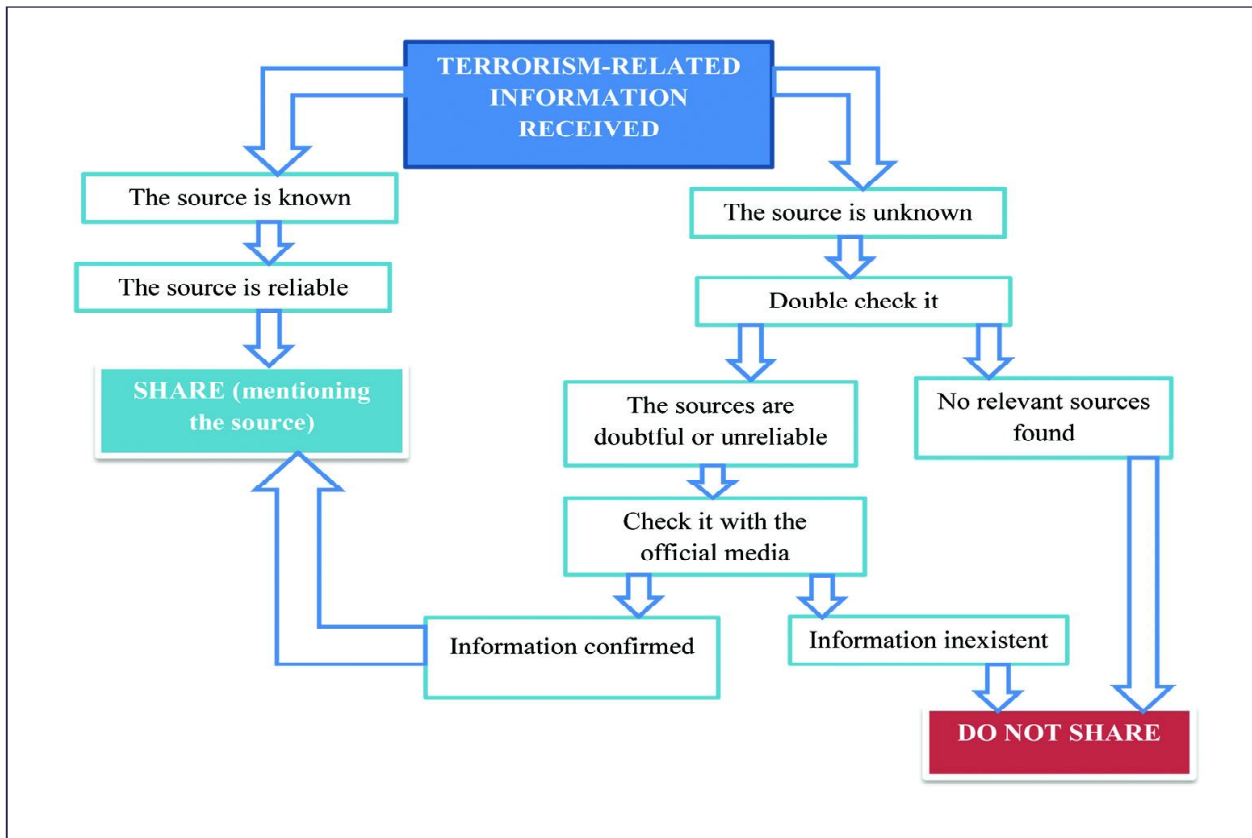 TERRORISM-RELATED
INFORMATION
RECEIVED
The source is known
The source is unknown
The source is reliable
Double check it
SHARE (mentioning
the source)
The sources are
doubtful or unreliable
No relevant sources
found
Check it with the
official media
Information confirmed
Information inexistent
DO NOT SHARE